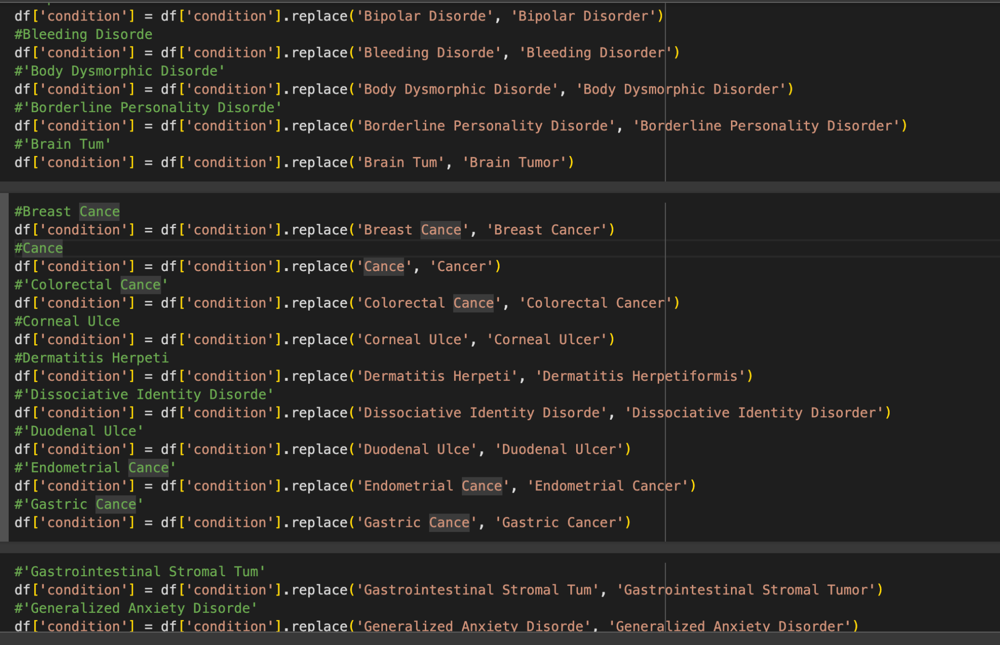 df['condition'] = df['condition'].replace('Bipolar Disorde', 'Bipolar Disorder')
#Bleeding Disorde
df['condition'] = df['condition'].replace('Bleeding Disorde', 'Bleeding Disorder')
#'Body Dysmorphic Disorde'
df['condition'] = df['condition'].replace('Body Dysmorphic Disorde', 'Body Dysmorphic Disorder')
#'Borderline Personality Disorde'
df['condition'] = df['condition'].replace('Borderline Personality Disorde', 'Borderline Personality Disorder')
#'Brain Tum'
df['condition'] = df['condition'].replace('Brain Tum', 'Brain Tumor')
#Breast Cance
df['condition'] = df['condition'].replace('Breast Cance', 'Breast Cancer')
#Cance
df['condition'] = df['condition'].replace('Cance', 'Cancer')
#'Colorectal Cance'
df['condition'] = df['condition'].replace('Colorectal Cance', 'Colorectal Cancer')
#Corneal Ulce
df['condition'] = df['condition'].replace('Corneal Ulce', 'Corneal Ulcer')
#Dermatitis Herpeti
df['condition'] = df['condition'].replace('Dermatitis Herpeti', 'Dermatitis Herpetiformis')
#'Dissociative Identity Disorde'
df['condition'] = df['condition'].replace('Dissociative Identity Disorde', 'Dissociative Identity Disorder')
#'Duodenal Ulce'
df['condition'] = df['condition'].replace('Duodenal Ulce', 'Duodenal Ulcer')
#'Endometrial Cance'
df['condition'] = df['condition'].replace('Endometrial Cance', 'Endometrial Cancer')
#'Gastric Cance'
df['condition'] = df['condition'].replace('Gastric Cance', 'Gastric Cancer')
#'Gastrointestinal Stromal Tum'
df['condition'] = df['condition'].replace('Gastrointestinal Stromal Tum', 'Gastrointestinal Stromal Tumor')
#'Generalized Anxiety Disorde'
df['condition'] = df['condition'].replace('Generalized Anxiety Disorde', 'Generalized Anxiety Disorder')